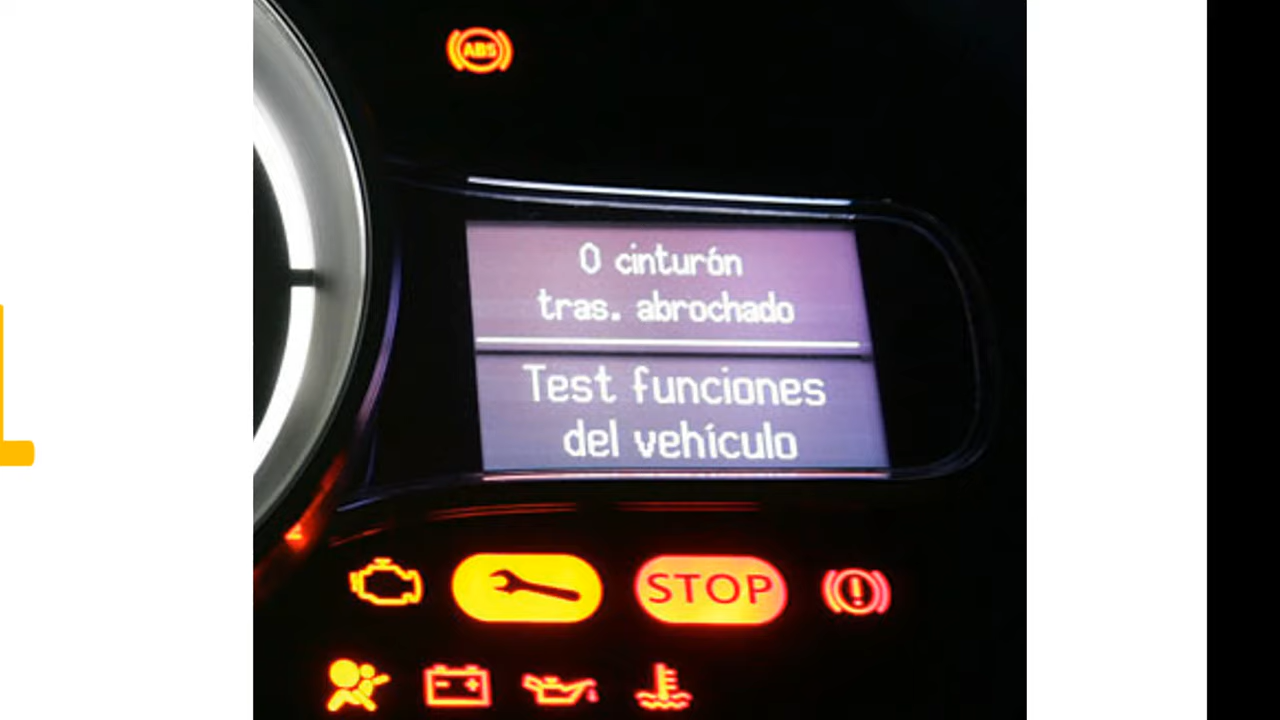 ABS
0 cinturón
tras. abrochado
Test funciones
del vehículo
STOP